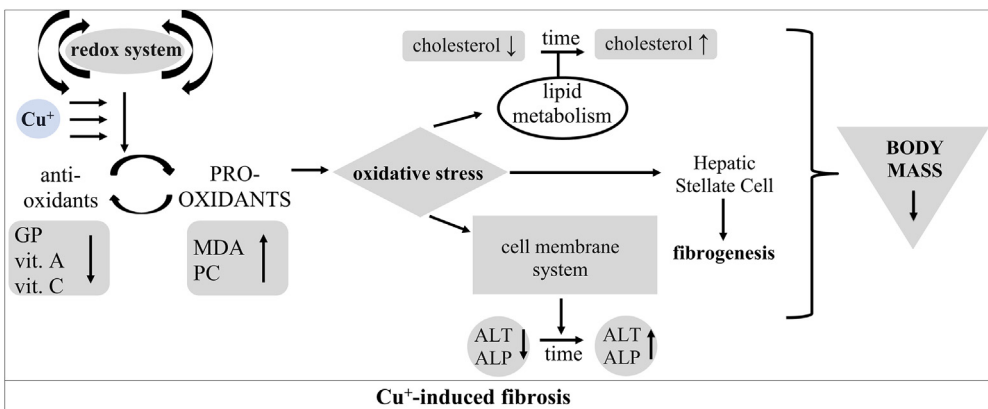 redox system
Cu⁺
anti-
oxidants
PRO-
OXIDANTS
GP
vit. A
vit. C
MDA
PC
oxidative stress
cholesterol ↓
time
cholesterol ↑
lipid
metabolism
Hepatic
Stellate Cell
fibrogenesis
cell membrane
system
ALT
ALP
time
ALT
ALP
BODY
MASS
Cu⁺-induced fibrosis